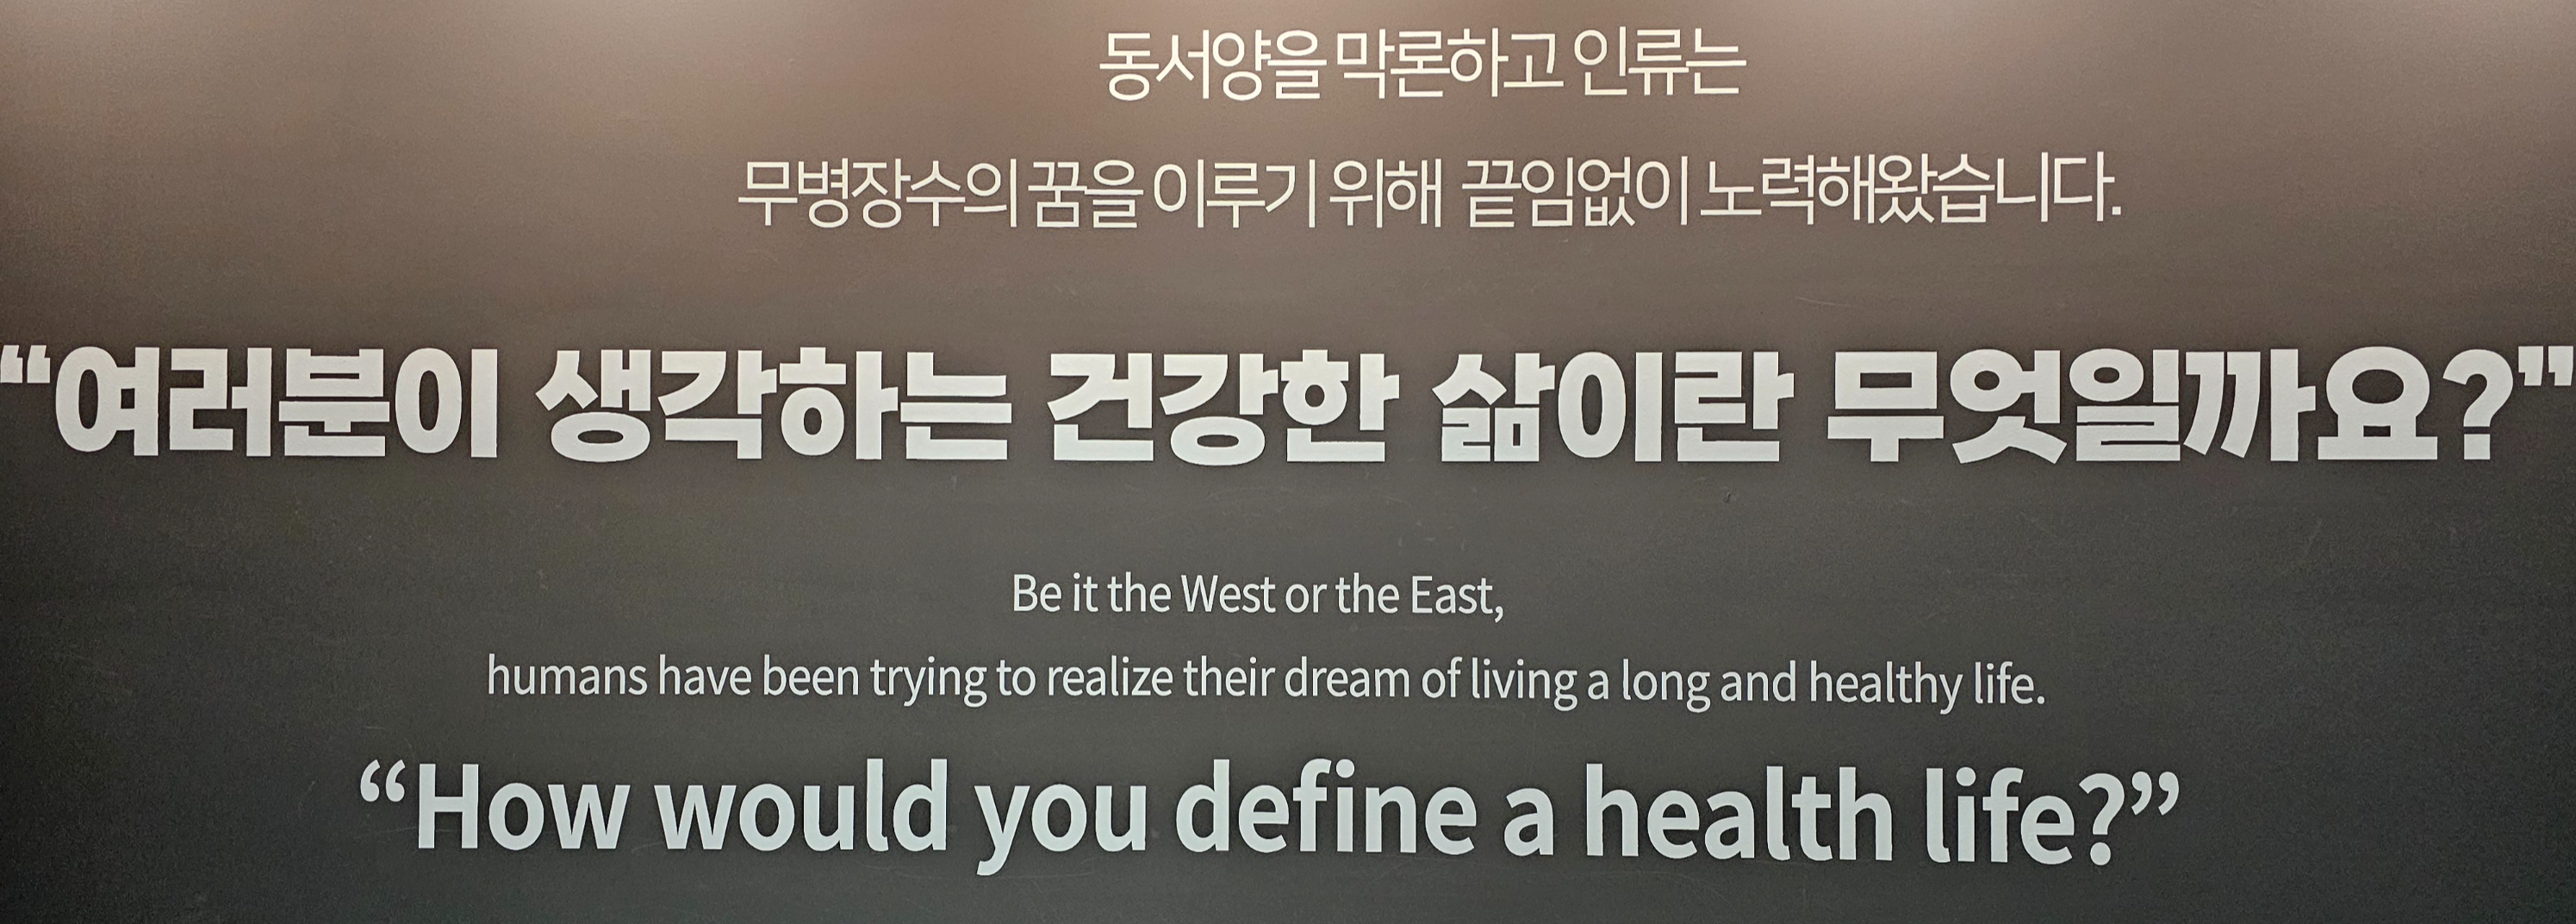 동서양을 막론하고 인류는
무병장수의 꿈을 이루기 위해 끝임없이 노력해왔습니다.
“여러분이 생각하는 건강한 삶이란 무엇일까요?”
Be it the West or the East,
humans have been trying to realize their dream of living a long and healthy life.
“How would you define a health life?”